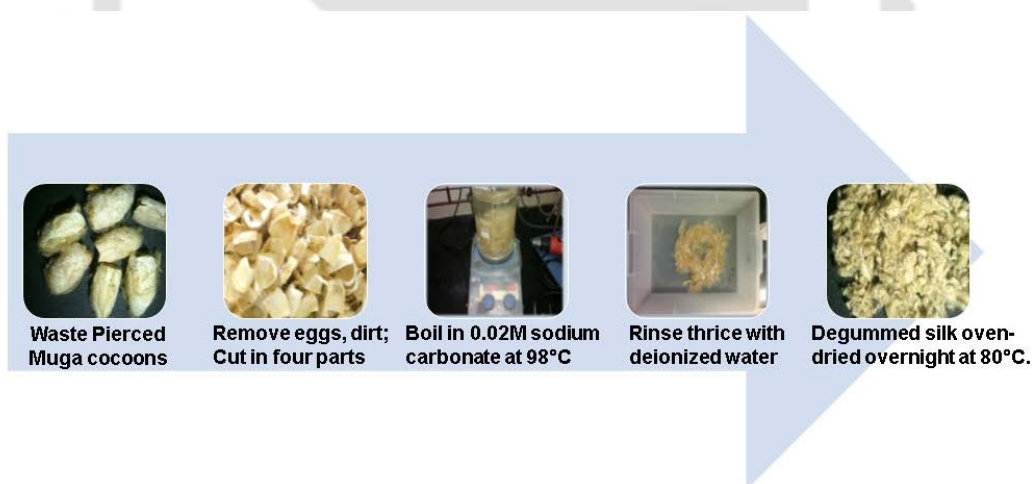 Waste Pierced
Muga cocoons
Remove eggs, dirt;
Cut in four parts
Boil in 0.02M sodium
carbonate at 98°C
Rinse thrice with
deionized water
Degummed silk oven-
dried overnight at 80°C.